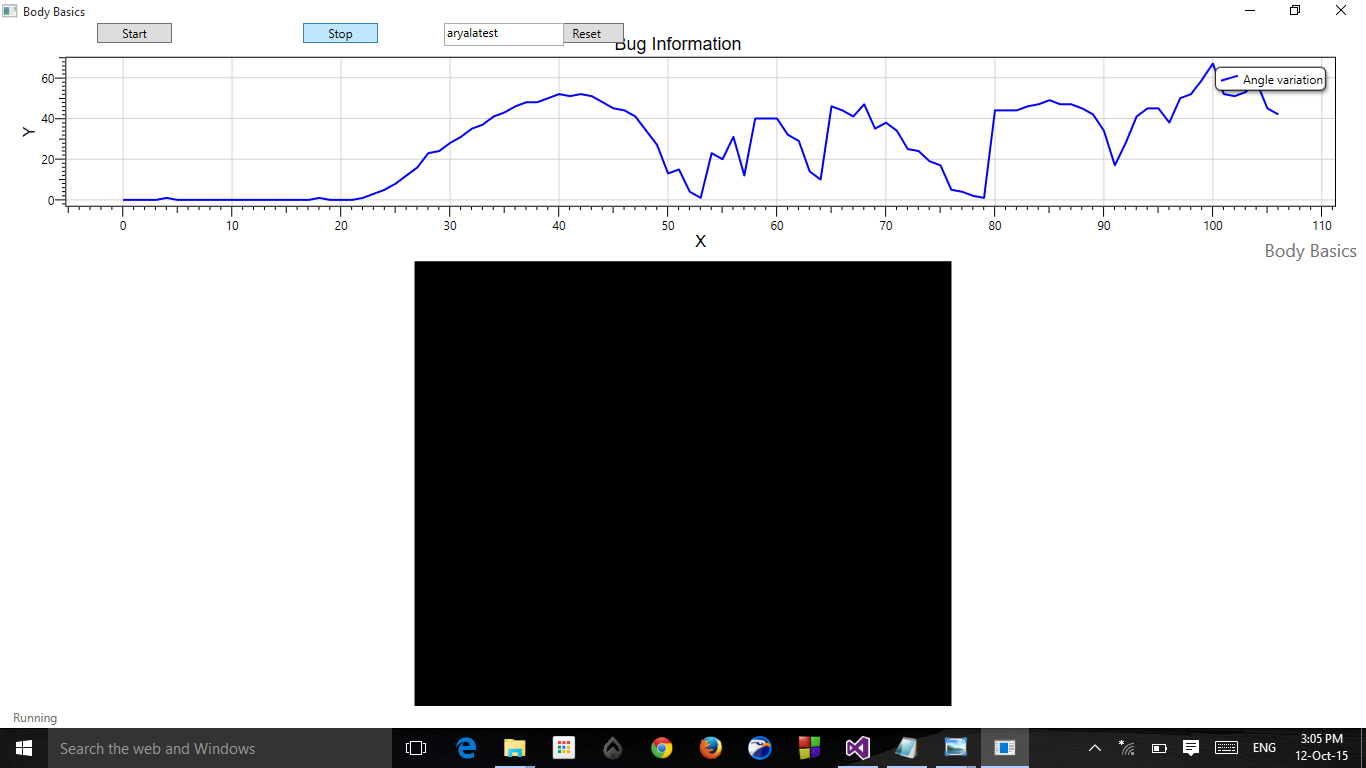 Body Basics
Start
Stop
aryalatest
Reset
Bug Information
Angle variation
Y
60
40
20
0
0 10 20 30 40 50 60 70 80 90 100 110
X
Body Basics
Running
Search the web and Windows
ENG
3:05 PM
12-Oct-15